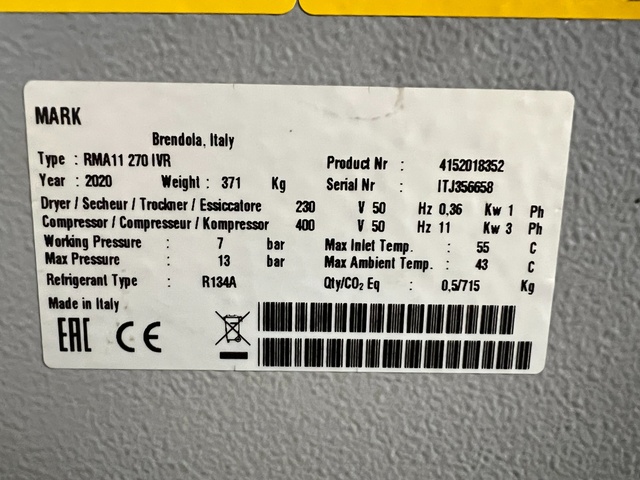 MARK
Brendola, Italy
Type : RMA11 270 IVR Product Nr : 4152018352
Year : 2020 Weight : 371 Kg Serial Nr : ITJ356658
Dryer / Secheur / Trockner / Essiccatore 230 V 50 Hz 0,36 Kw 1 Ph
Compressor / Compresseur / Kompressor 400 V 50 Hz 11 Kw 3 Ph
Working Pressure : 7 bar Max Inlet Temp. : 55 C
Max Pressure : 13 bar Max Ambient Temp. : 43 C
Refrigerant Type : R134A Qty/CO₂ Eq : 0,5/715 Kg
Made in Italy
EAC CE